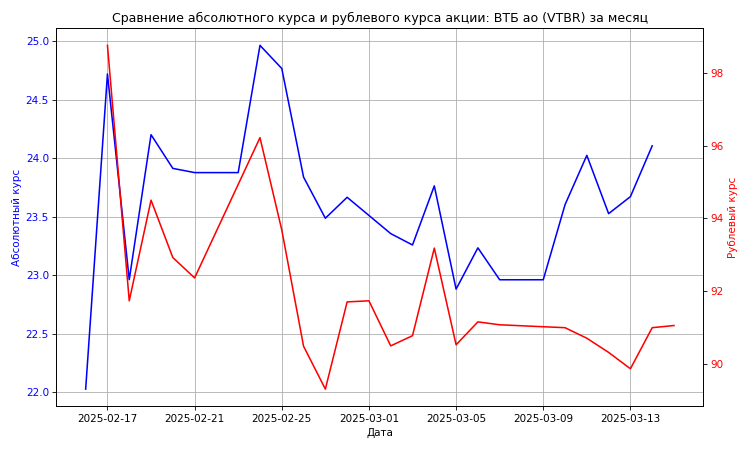 Сравнение абсолютного курса и рублевого курса акции: ВТБ ао (VTBR) за месяц
25.0
24.5
24.0
23.5
23.0
22.5
22.0
Абсолютный курс
98
96
94
92
90
Рублевый курс
2025-02-17 2025-02-21 2025-02-25 2025-03-01 2025-03-05 2025-03-09 2025-03-13
Дата